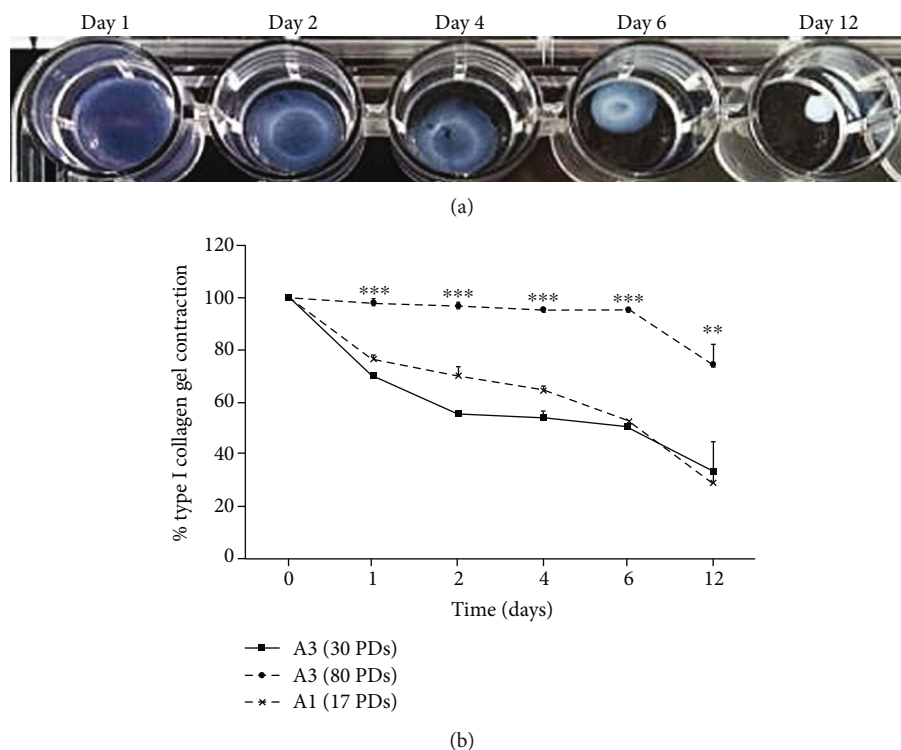 Day 1 Day 2 Day 4 Day 6 Day 12
(a)
120
100
80
60
40
20
0
% type I collagen gel contraction
*** *** *** *** **
0 1 2 4 6 12
Time (days)
A3 (30 PDs)
A3 (80 PDs)
A1 (17 PDs)
(b)